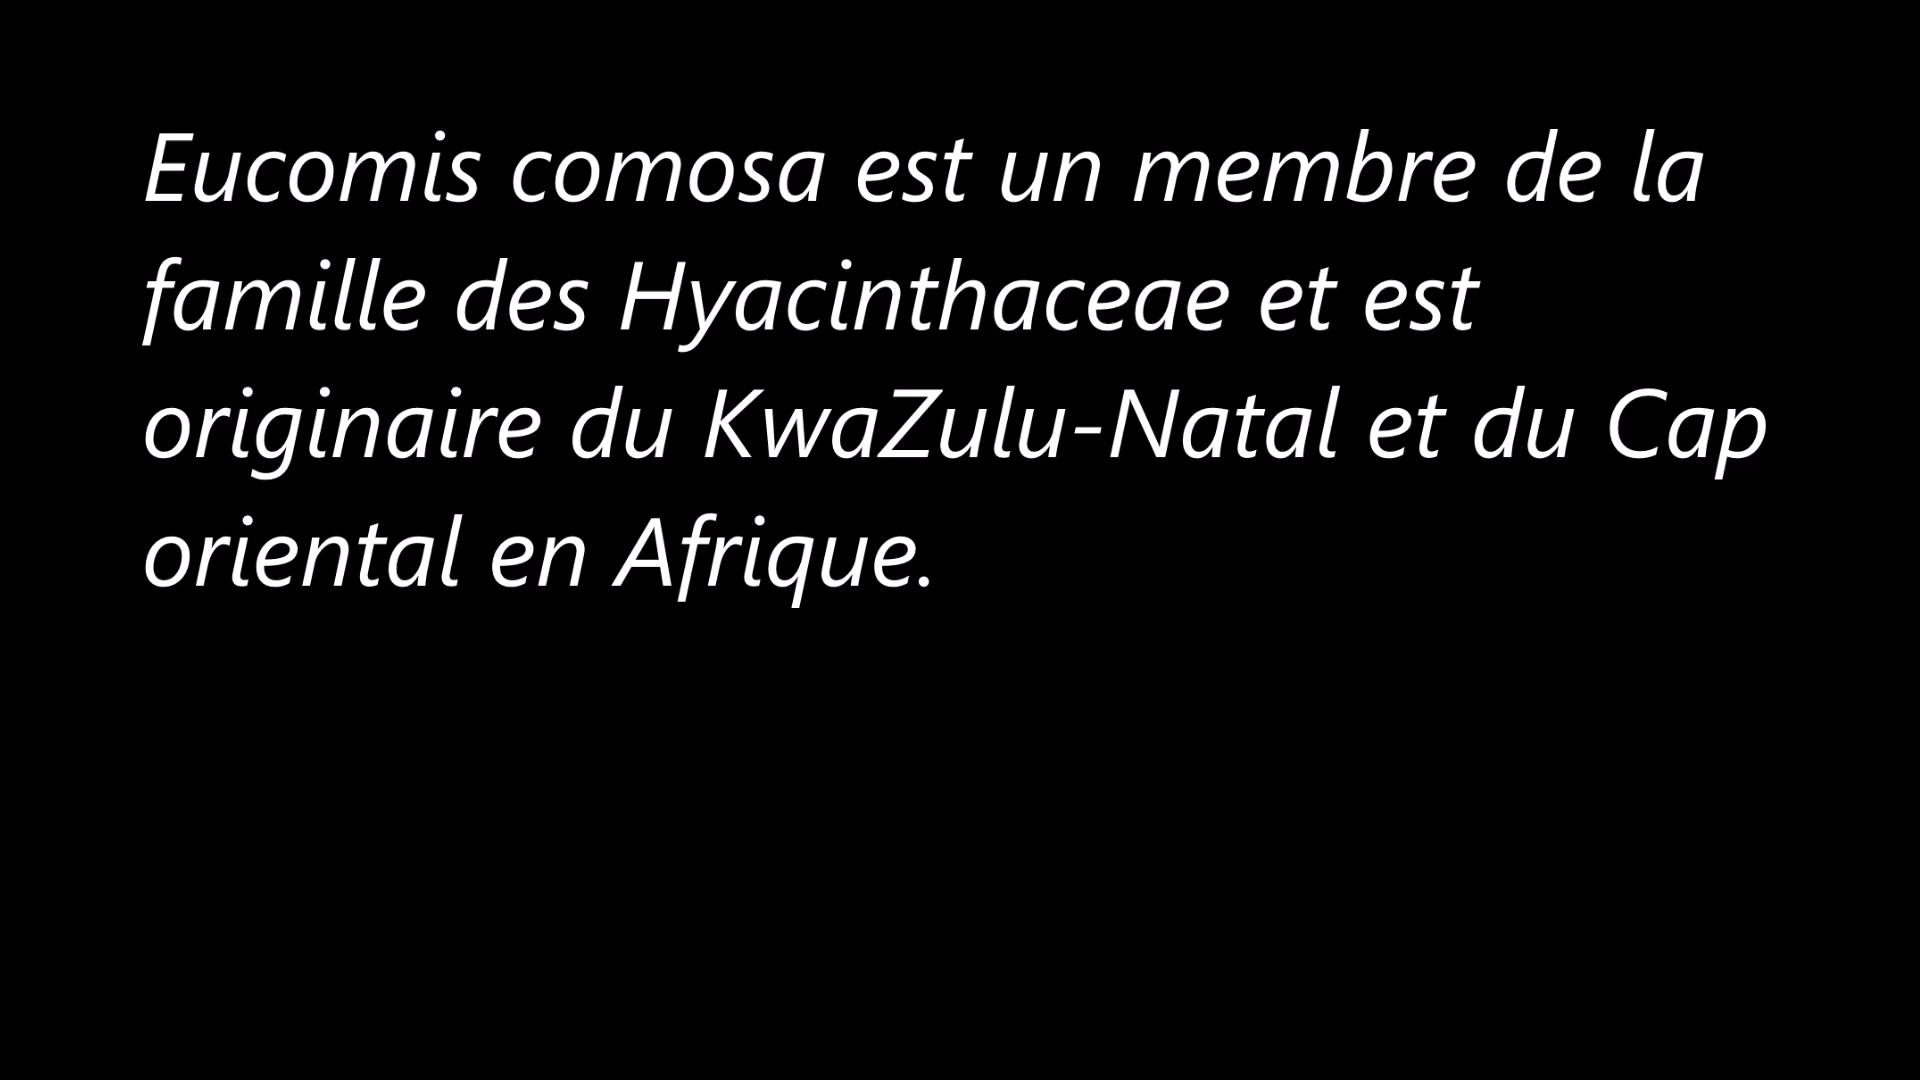 Eucomis comosa est un membre de la
famille des Hyacinthaceae et est
originaire du KwaZulu-Natal et du Cap
oriental en Afrique.